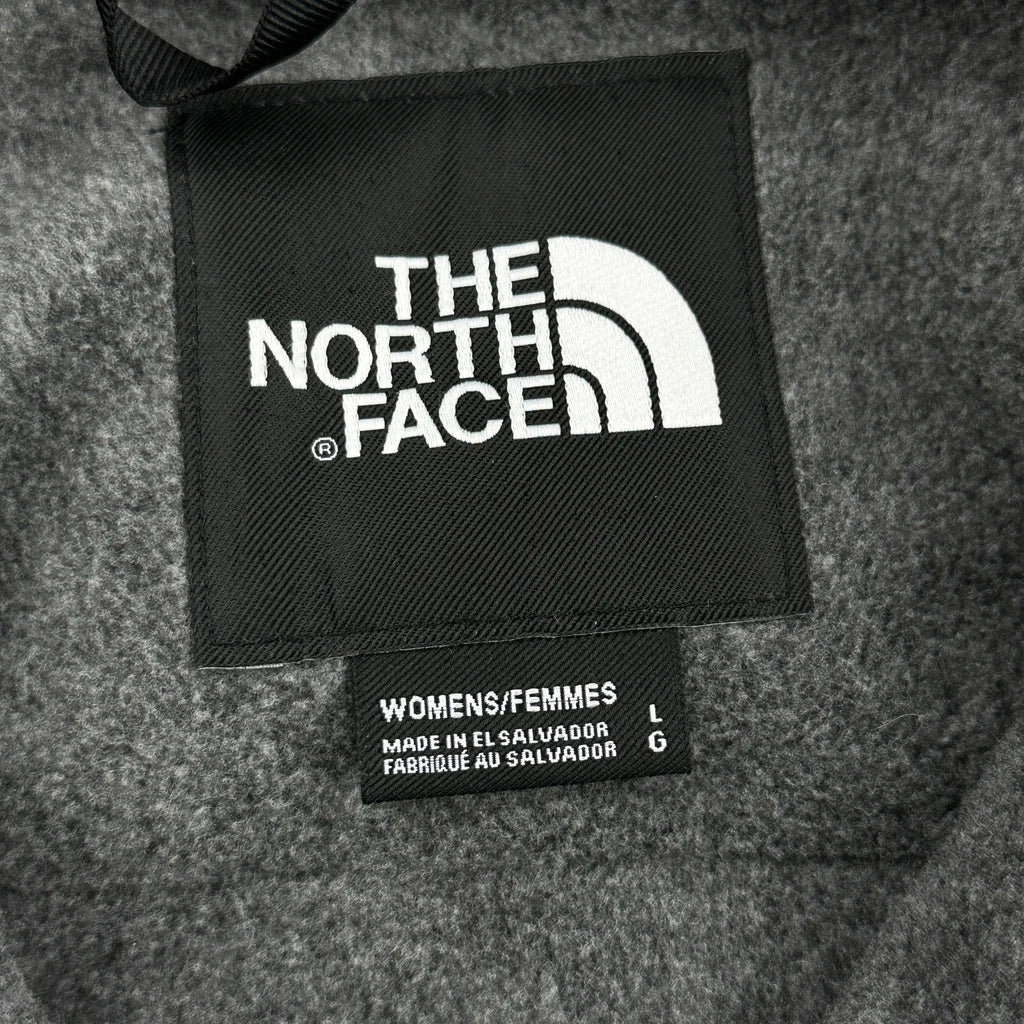 THE
NORTH
® FACE
WOMENS/FEMMES
MADE IN EL SALVADOR
FABRIQUÉ AU SALVADOR
L
G